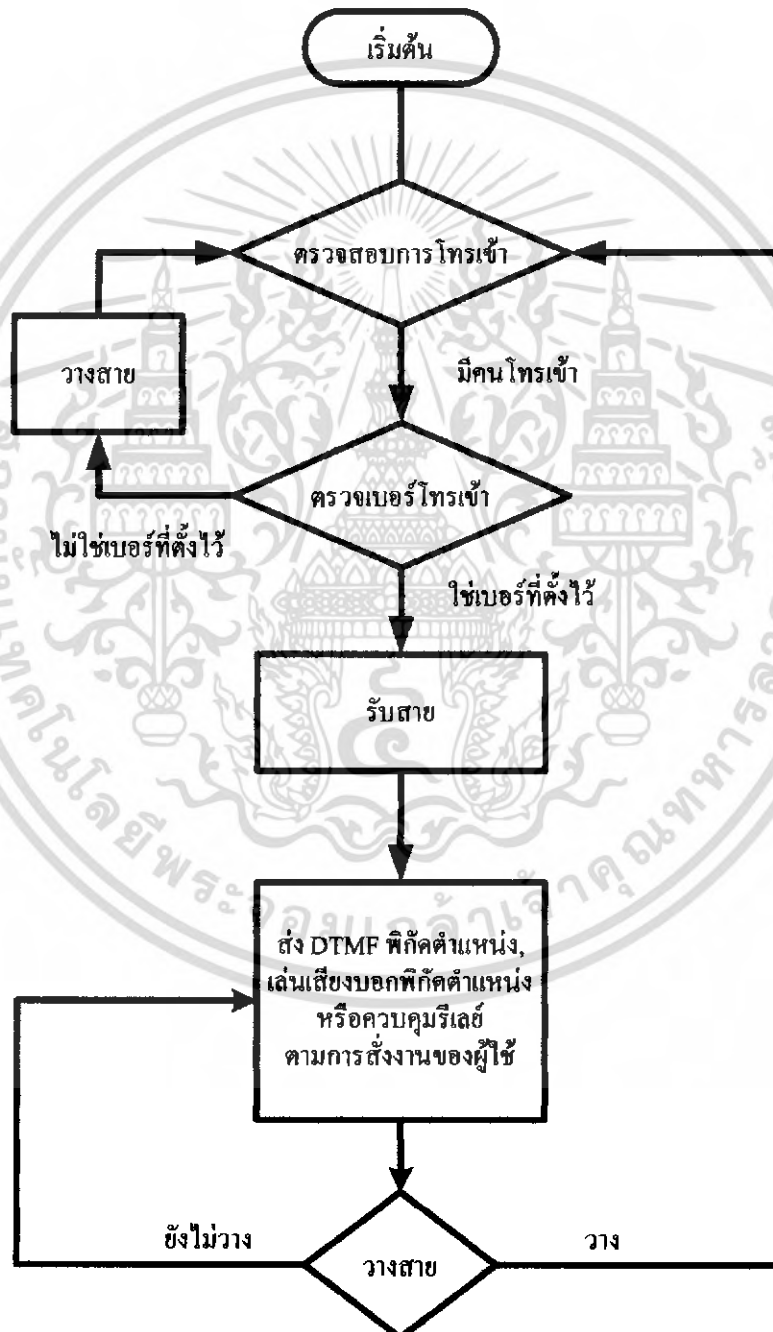 เริ่มต้น
ตรวจสอบการโทรเข้า
วางสาย
มีคนโทรเข้า
ตรวจเบอร์โทรเข้า
ไม่ใช่เบอร์ที่ตั้งไว้
ใช่เบอร์ที่ตั้งไว้
รับสาย
ส่ง DTMF พิกัดตำแหน่ง,
เล่นเสียงบอกพิกัดตำแหน่ง
หรือควบคุมรีเลย์
ตามการสั่งงานของผู้ใช้
ยังไม่วาง
วาง
วางสาย